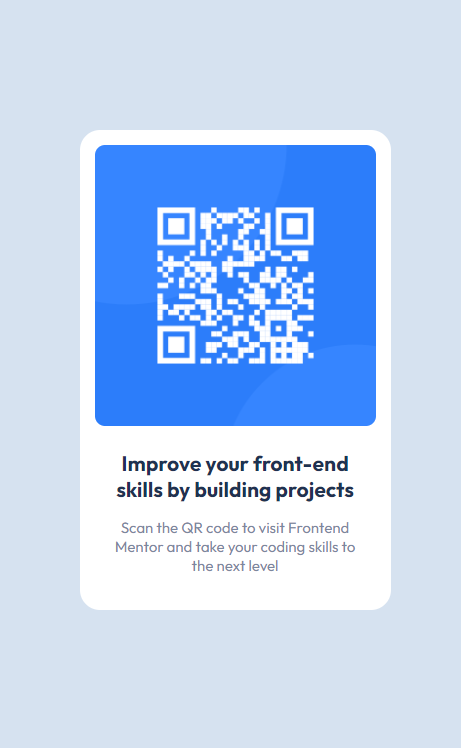 Improve your front-end
skills by building projects
Scan the QR code to visit Frontend
Mentor and take your coding skills to
the next level